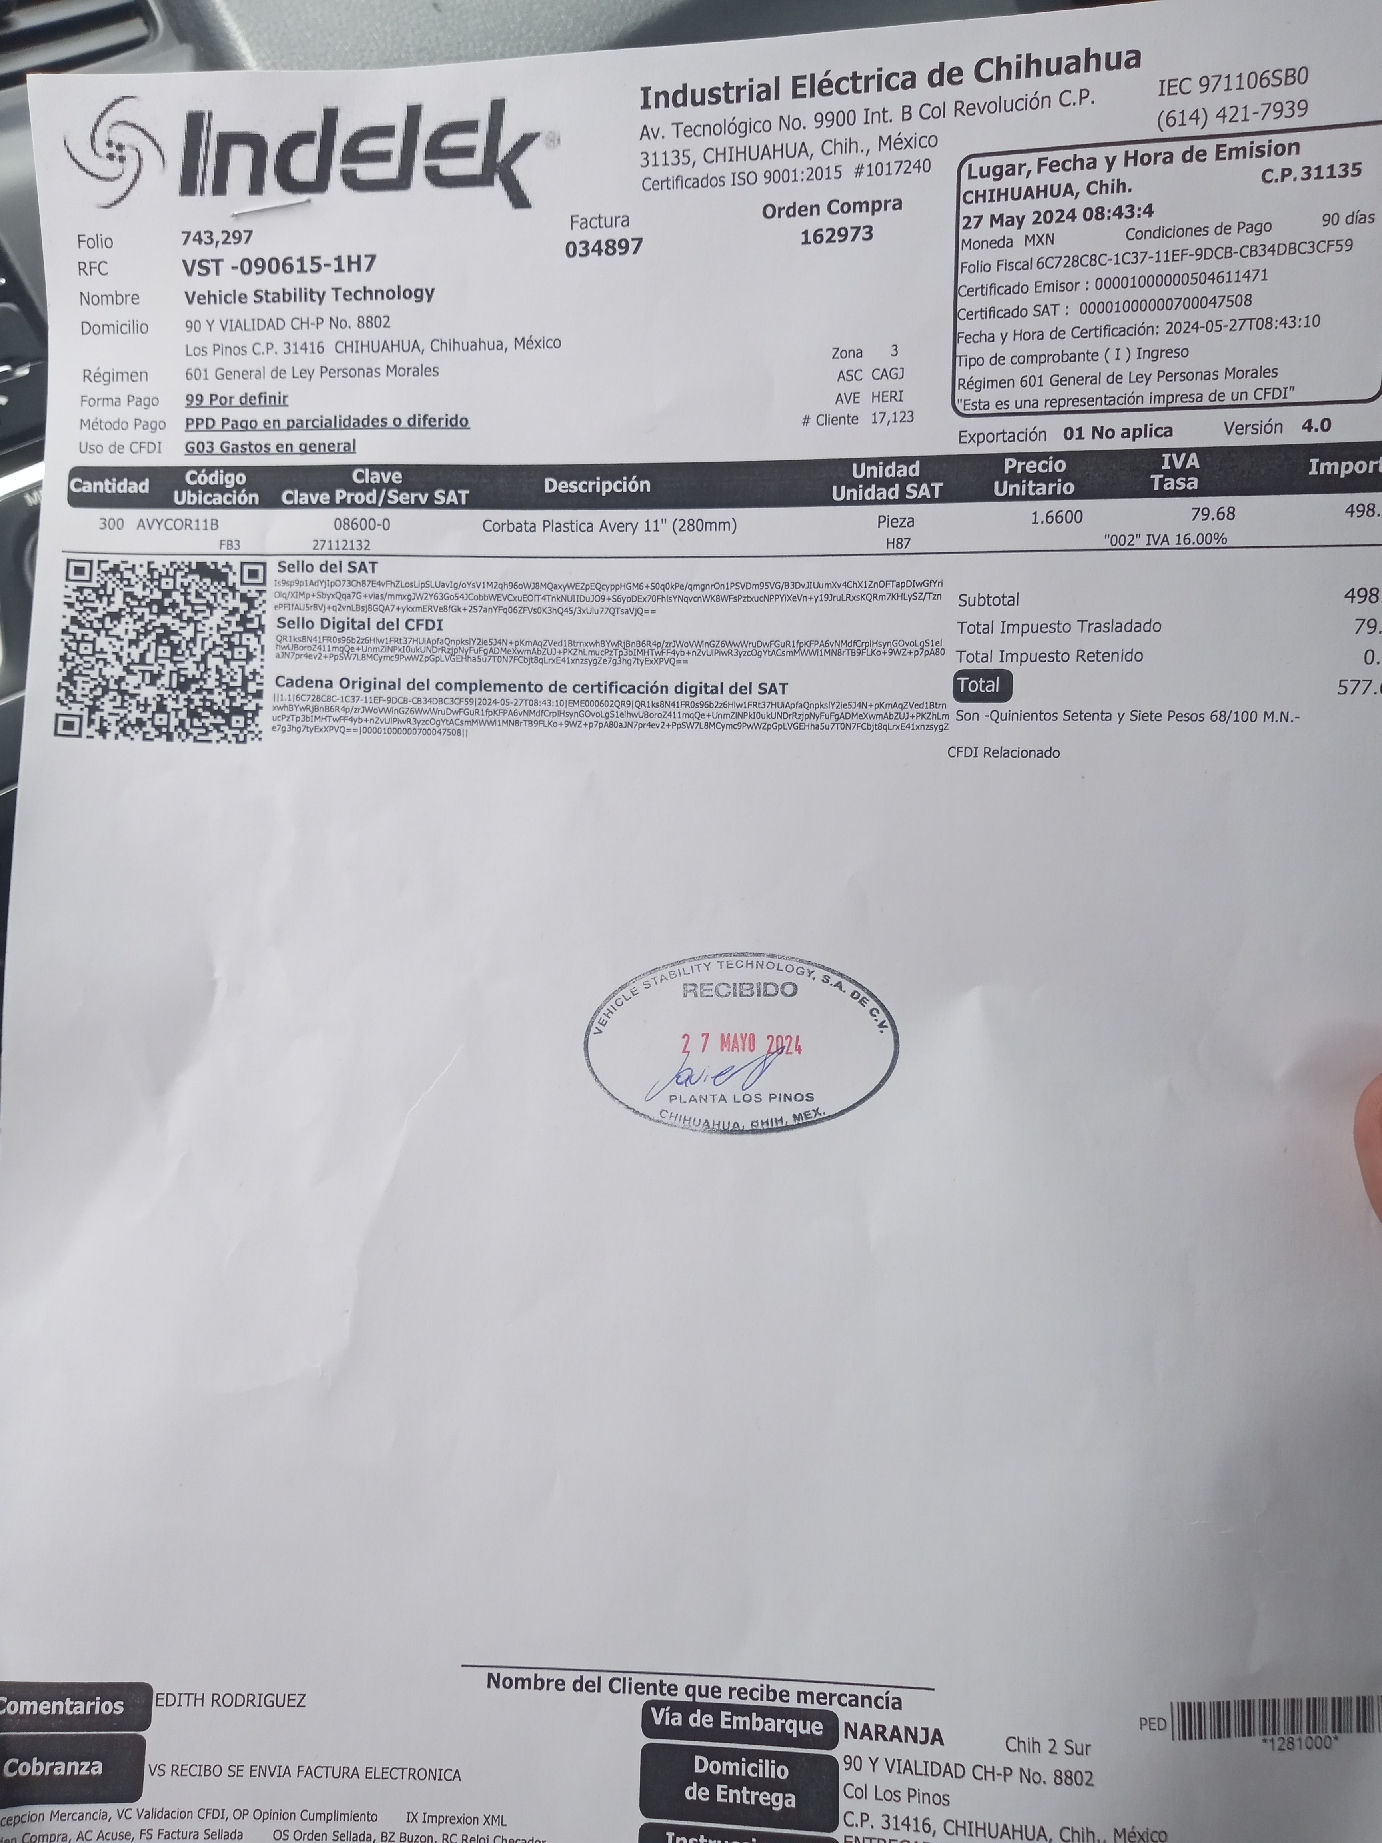 Indelek
Industrial Eléctrica de Chihuahua
Av. Tecnológico No. 9900 Int. B Col Revolución C.P.
31135, CHIHUAHUA, Chih., México
Certificados ISO 9001:2015 #1017240
IEC 971106SB0
(614) 421-7939
Lugar, Fecha y Hora de Emision
CHIHUAHUA, Chih. C.P.31135
27 May 2024 08:43:4
Moneda MXN Condiciones de Pago 90 días
Folio Fiscal 6C728C8C-1C37-11EF-9DCB-CB34DBC3CF59
Certificado Emisor : 00001000000504611471
Certificado SAT : 00001000000700047508
Fecha y Hora de Certificación: 2024-05-27T08:43:10
Tipo de comprobante ( I ) Ingreso
Régimen 601 General de Ley Personas Morales
"Esta es una representación impresa de un CFDI"
Exportación 01 No aplica Versión 4.0
Factura
034897
Orden Compra
162973
Folio 743,297
RFC VST -090615-1H7
Nombre Vehicle Stability Technology
Domicilio 90 Y VIALIDAD CH-P No. 8802
Los Pinos C.P. 31416 CHIHUAHUA, Chihuahua, México
Régimen 601 General de Ley Personas Morales
Forma Pago 99 Por definir
Método Pago PPD Pago en parcialidades o diferido
Uso de CFDI G03 Gastos en general
Zona 3
ASC CAGJ
AVE HERI
# Cliente 17,123
Cantidad Código Ubicación Clave Clave Prod/Serv SAT Descripción Unidad Unidad SAT Precio Unitario IVA Tasa Import
300 AVYCOR11B 08600-0 Corbata Plastica Avery 11" (280mm) Pieza 1.6600 79.68 498.
FB3 27112132 H87 "002" IVA 16.00%
Sello del SAT
Sello Digital del CFDI
Cadena Original del complemento de certificación digital del SAT
e7g3hg7tyExXPVQ==|00001000000700047508||
Subtotal 498
Total Impuesto Trasladado 79.
Total Impuesto Retenido 0.
Total 577.
Son -Quinientos Setenta y Siete Pesos 68/100 M.N.-
CFDI Relacionado
VEHICLE STABILITY TECHNOLOGY, S.A. DE C.V.
RECIBIDO
27 MAYO 2024
Javier
PLANTA LOS PINOS
CHIHUAHUA, CHIH. MEX.
Nombre del Cliente que recibe mercancía
Comentarios EDITH RODRIGUEZ
Cobranza VS RECIBO SE ENVIA FACTURA ELECTRONICA
cepcion Mercancia, VC Validacion CFDI, OP Opinion Cumplimiento IX Imprexion XML
Compra, AC Acuse, FS Factura Sellada OS Orden Sellada, BZ Buzon, RC Reloj Checador
Vía de Embarque NARANJA Chih 2 Sur
PED *1281000*
Domicilio de Entrega 90 Y VIALIDAD CH-P No. 8802
Col Los Pinos
C.P. 31416, CHIHUAHUA, Chih., México